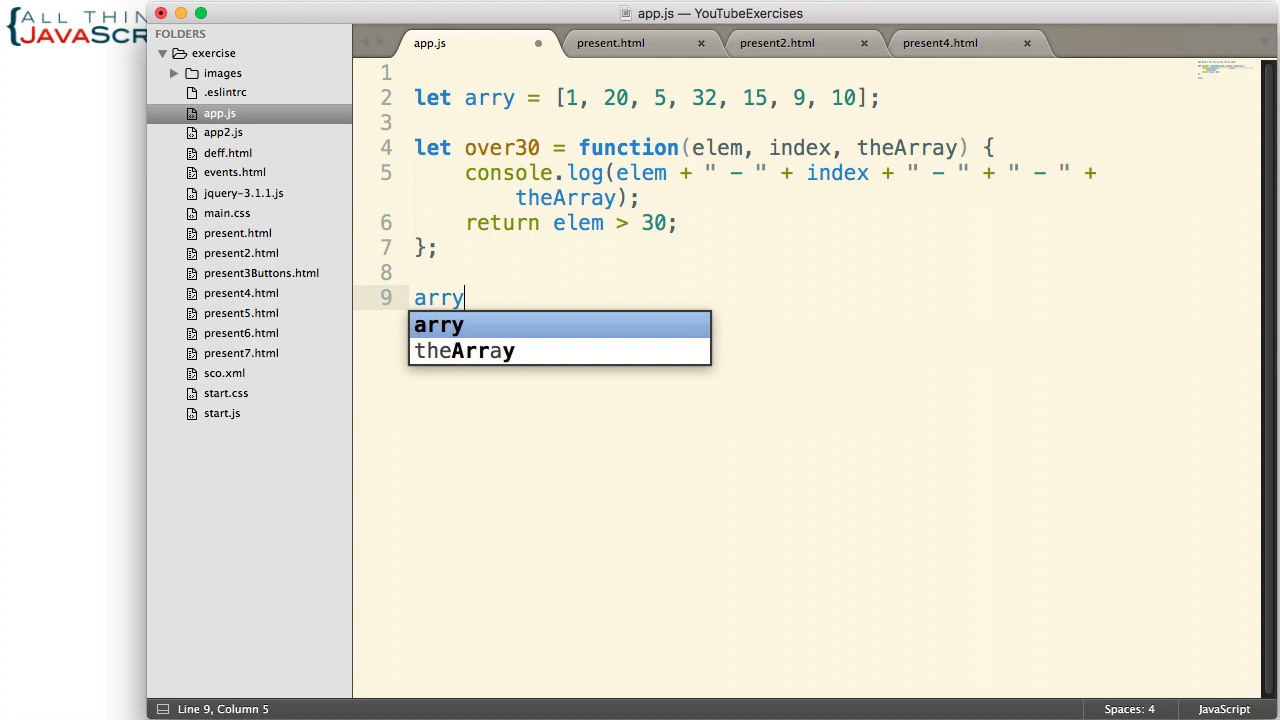 {ALL THIN
JAVASCR
app.js — YouTubeExercises
FOLDERS
exercise
images
.eslintrc
app.js
app2.js
deff.html
events.html
jquery-3.1.1.js
main.css
present.html
present2.html
present3Buttons.html
present4.html
present5.html
present6.html
present7.html
sco.xml
start.css
start.js
app.js
present.html ×
present2.html ×
present4.html ×
1
2 let arry = [1, 20, 5, 32, 15, 9, 10];
3
4 let over30 = function(elem, index, theArray) {
5 console.log(elem + " - " + index + " - " + " - " +
theArray);
6 return elem > 30;
7 };
8
9 arry
arry
theArray
Line 9, Column 5
Spaces: 4
JavaScript